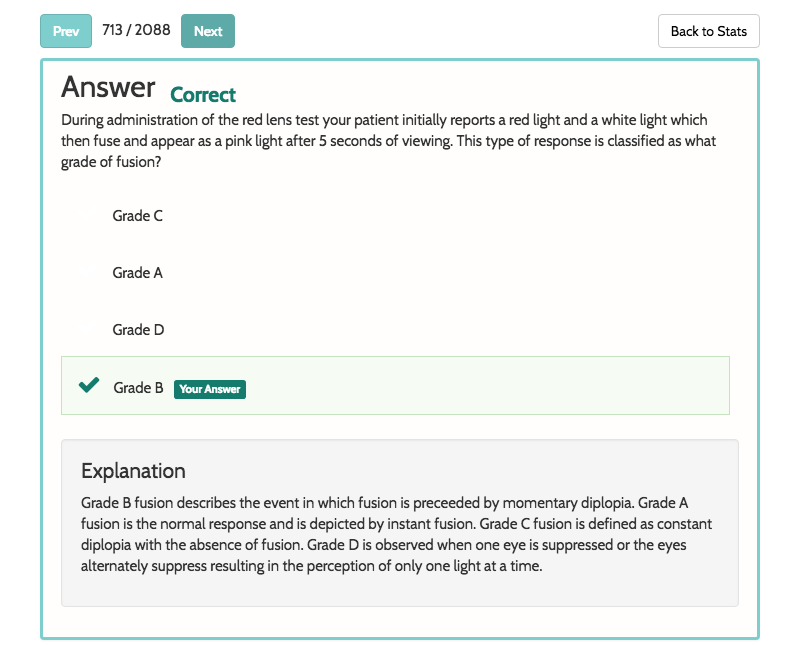 Prev 713 / 2088 Next Back to Stats
Answer Correct
During administration of the red lens test your patient initially reports a red light and a white light which
then fuse and appear as a pink light after 5 seconds of viewing. This type of response is classified as what
grade of fusion?
Grade C
Grade A
Grade D
Grade B Your Answer
Explanation
Grade B fusion describes the event in which fusion is preceeded by momentary diplopia. Grade A
fusion is the normal response and is depicted by instant fusion. Grade C fusion is defined as constant
diplopia with the absence of fusion. Grade D is observed when one eye is suppressed or the eyes
alternately suppress resulting in the perception of only one light at a time.